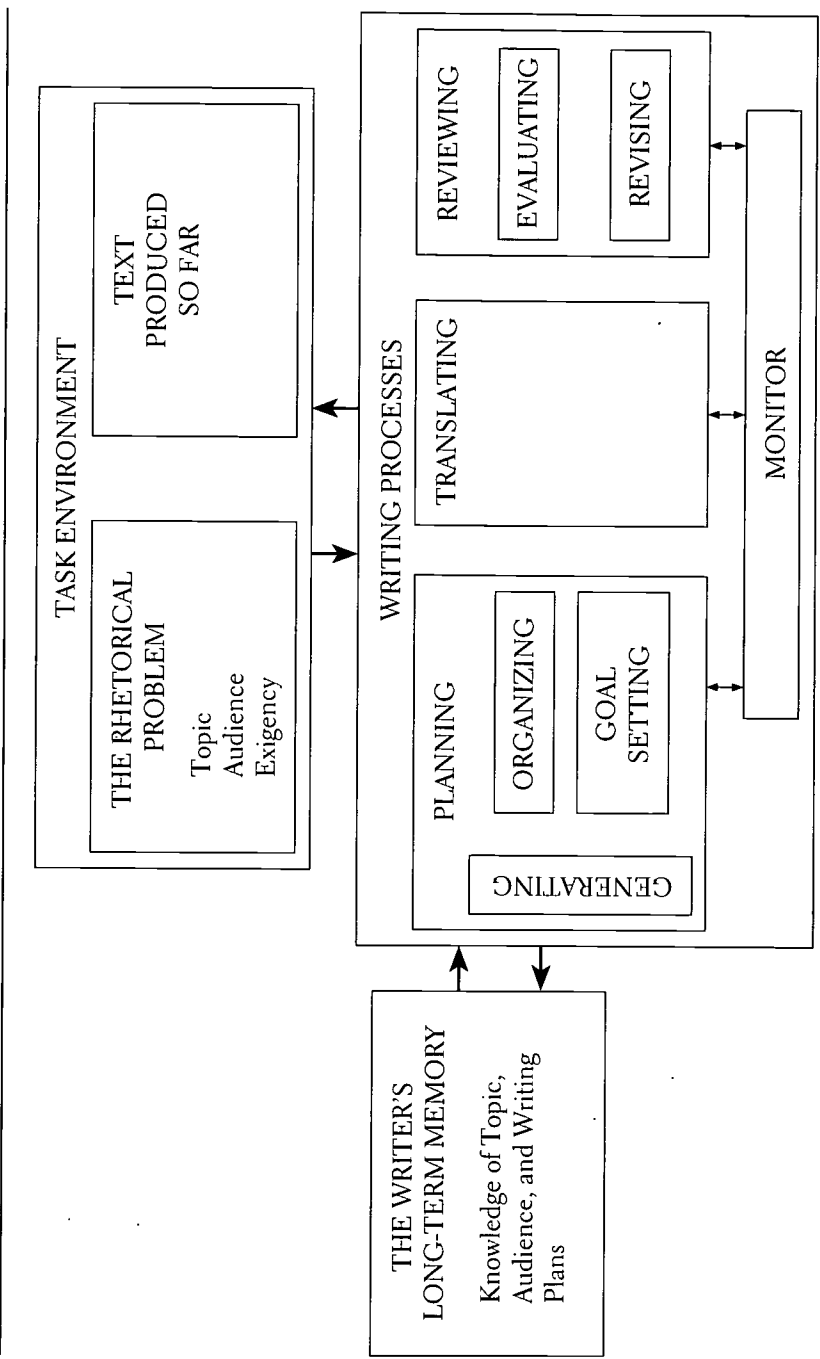 TASK ENVIRONMENT
THE RHETORICAL
PROBLEM
Topic
Audience
Exigency
TEXT
PRODUCED
SO FAR
THE WRITER'S
LONG-TERM MEMORY
Knowledge of Topic,
Audience, and Writing
Plans
WRITING PROCESSES
PLANNING
GENERATING
ORGANIZING
GOAL
SETTING
TRANSLATING
REVIEWING
EVALUATING
REVISING
MONITOR